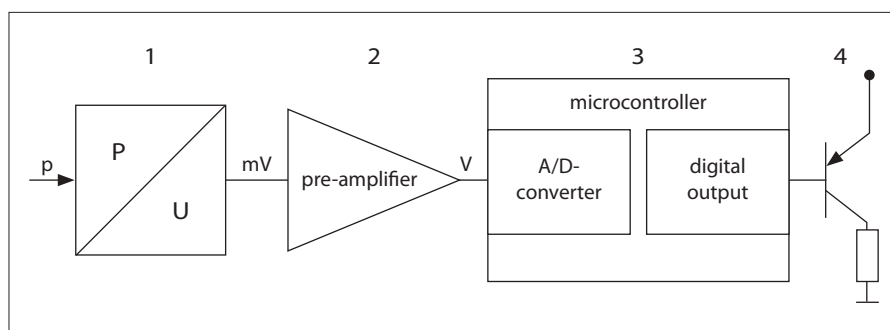 1
2
3
4
p
P
U
mV
pre-amplifier
V
microcontroller
A/D-
converter
digital
output